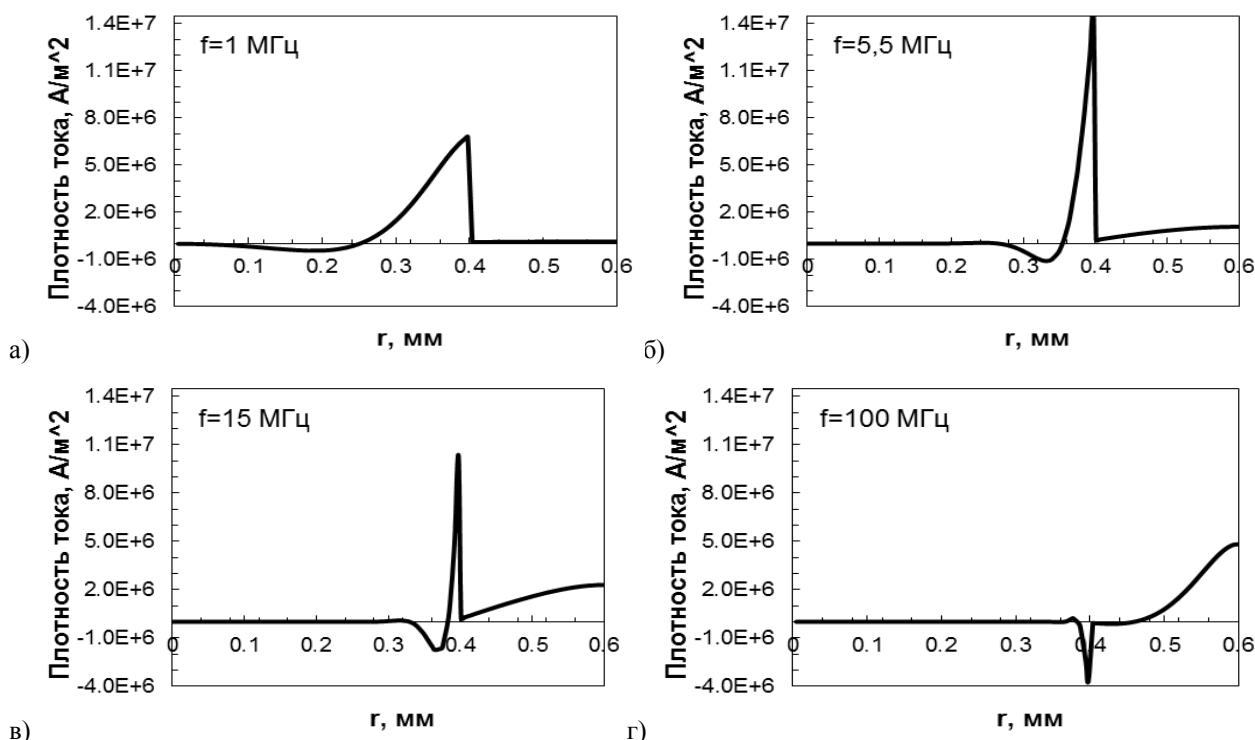 1.4E+7
f=1 МГц
1.1E+7
8.0E+6
5.0E+6
2.0E+6
-1.0E+6
-4.0E+6
0 0.1 0.2 0.3 0.4 0.5 0.6
Плотность тока, А/м^2
r, мм
а)
1.4E+7
f=5,5 МГц
1.1E+7
8.0E+6
5.0E+6
2.0E+6
-1.0E+6
-4.0E+6
0 0.1 0.2 0.3 0.4 0.5 0.6
Плотность тока, А/м^2
r, мм
б)
1.4E+7
f=15 МГц
1.1E+7
8.0E+6
5.0E+6
2.0E+6
-1.0E+6
-4.0E+6
0 0.1 0.2 0.3 0.4 0.5 0.6
Плотность тока, А/м^2
r, мм
в)
1.4E+7
f=100 МГц
1.1E+7
8.0E+6
5.0E+6
2.0E+6
-1.0E+6
-4.0E+6
0 0.1 0.2 0.3 0.4 0.5 0.6
Плотность тока, А/м^2
r, мм
г)